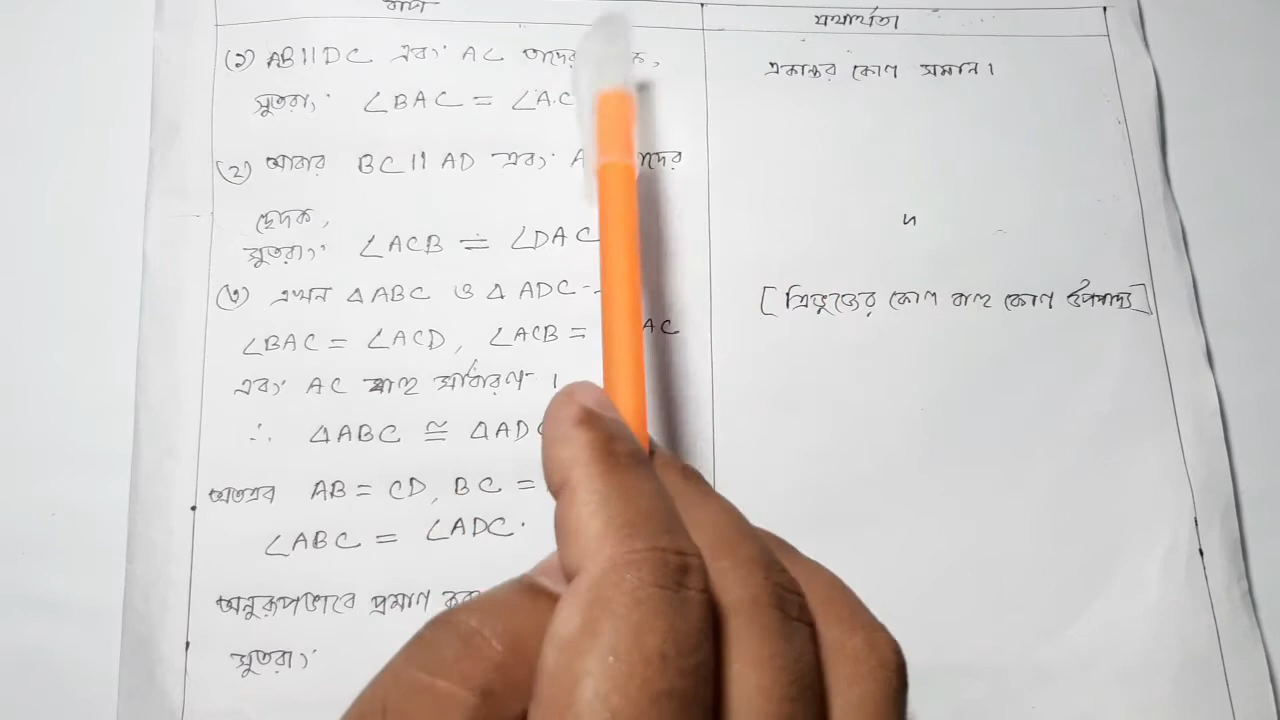 ধাপ
যথার্থতা
(১) AB||DC এবং AC তাদের ক,
একান্তর কোণ সমান।
সুতরাং ∠BAC = ∠AC
(২) আবার BC || AD এবং A তাদের
ছেদক,
"
সুতরাং ∠ACB = ∠DAC
(৩) এখন ΔABC ও ΔADC-
[ত্রিভুজের কোণ বাহু কোণ উপপাদ্য]
∠BAC = ∠ACD, ∠ACB = AC
এবং AC বাহু সাধারণ।
∴ ΔABC ≅ ΔADC
অতএব AB = CD, BC =
∠ABC = ∠ADC.
অনুরূপভাবে প্রমাণ কর
সুতরাং